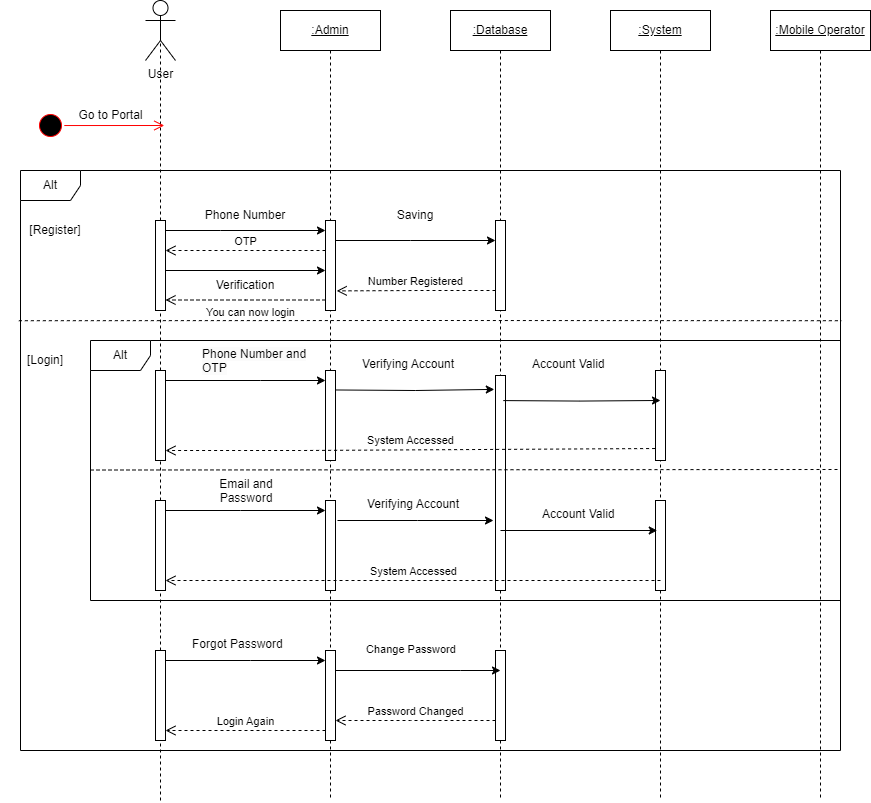 :Admin
:Database
:System
:Mobile Operator
User
Go to Portal
Alt
[Register]
Phone Number
Saving
OTP
Verification
Number Registered
You can now login
[Login]
Alt
Phone Number and
OTP
Verifying Account
Account Valid
System Accessed
Email and
Password
Verifying Account
Account Valid
System Accessed
Forgot Password
Change Password
Password Changed
Login Again